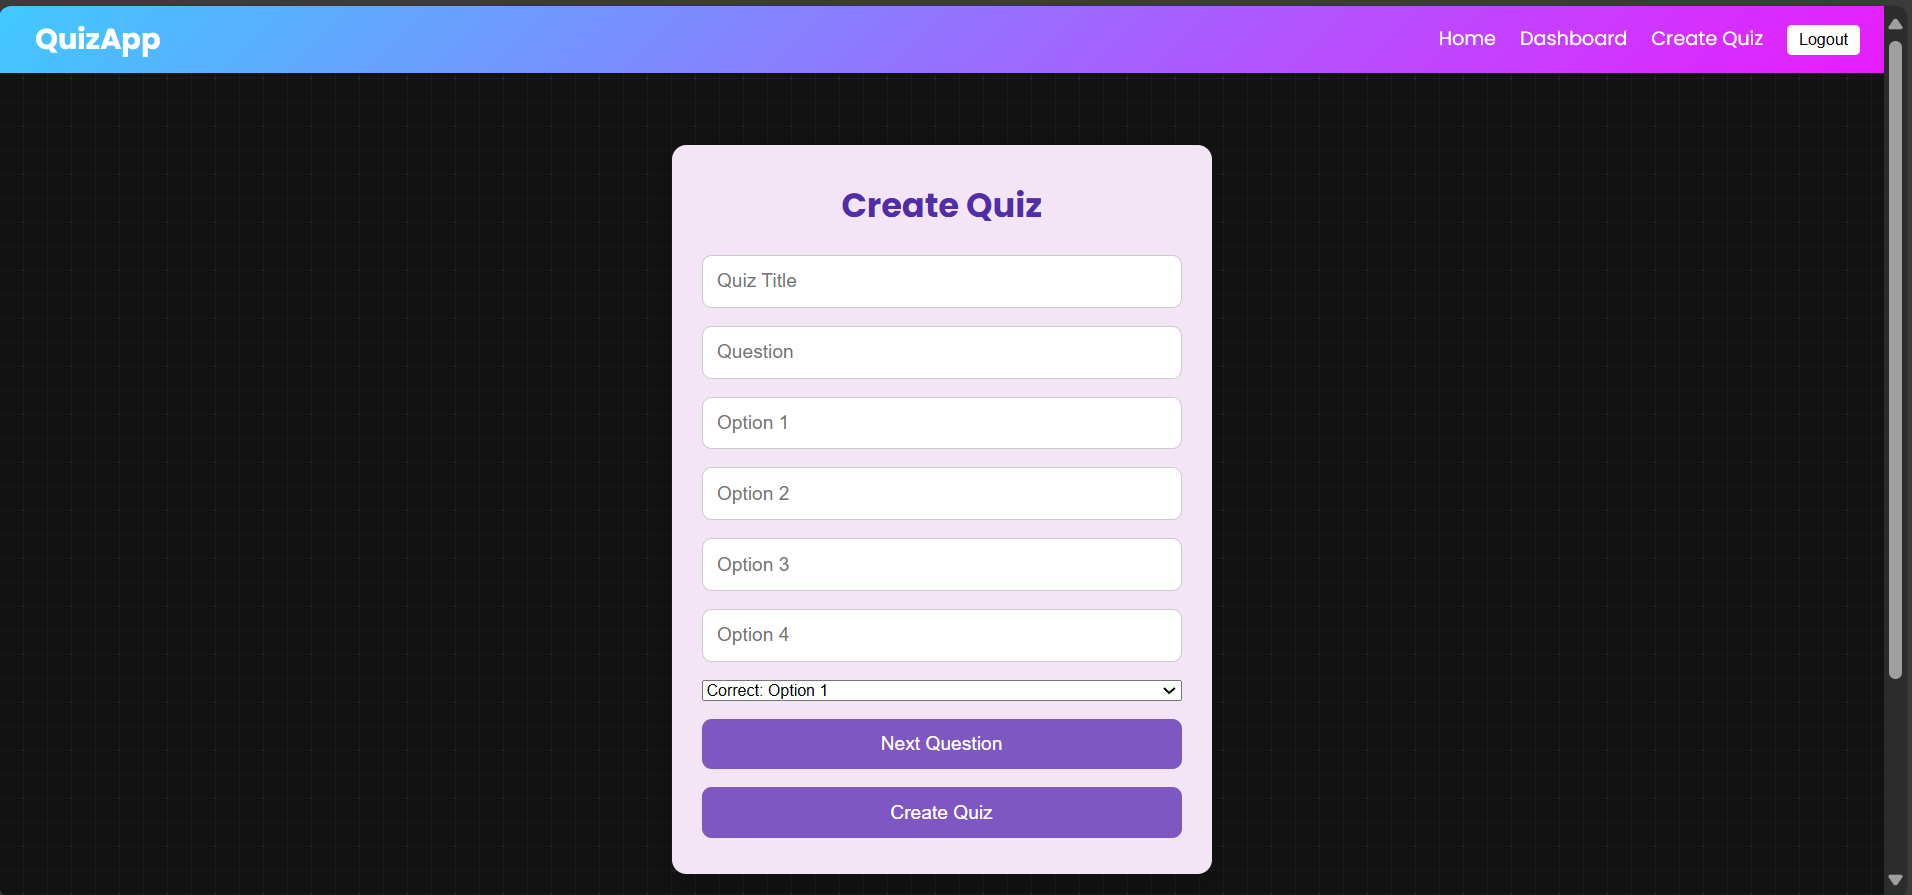 QuizApp
Home Dashboard Create Quiz Logout
Create Quiz
Quiz Title
Question
Option 1
Option 2
Option 3
Option 4
Correct: Option 1
Next Question
Create Quiz